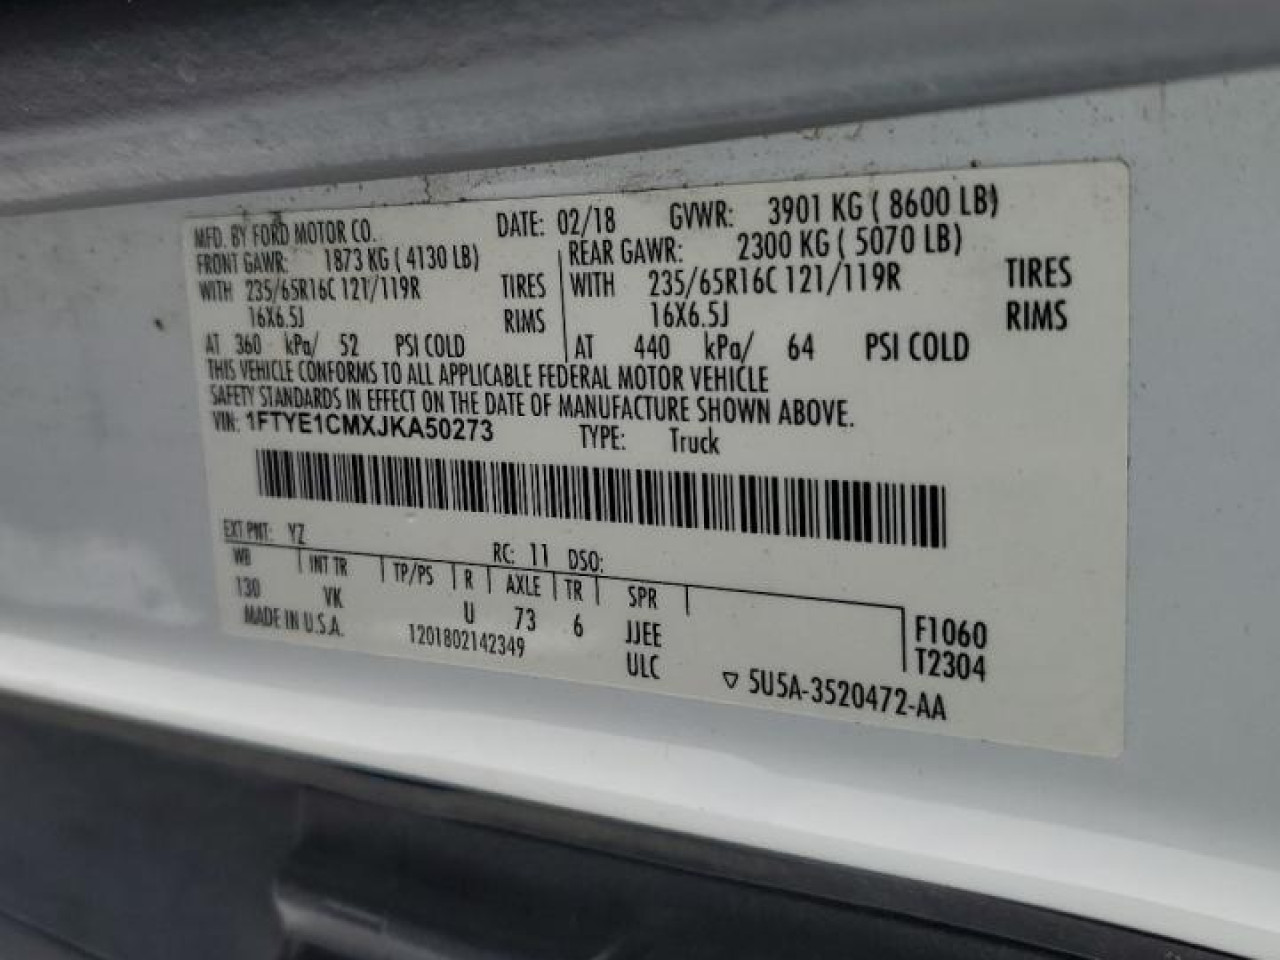 MFD. BY FORD MOTOR CO. DATE: 02/18 GVWR: 3901 KG ( 8600 LB)
FRONT GAWR: 1873 KG ( 4130 LB) REAR GAWR: 2300 KG ( 5070 LB)
WITH 235/65R16C 121/119R TIRES WITH 235/65R16C 121/119R TIRES
16X6.5J RIMS 16X6.5J RIMS
AT 360 kPa/ 52 PSI COLD AT 440 kPa/ 64 PSI COLD
THIS VEHICLE CONFORMS TO ALL APPLICABLE FEDERAL MOTOR VEHICLE
SAFETY STANDARDS IN EFFECT ON THE DATE OF MANUFACTURE SHOWN ABOVE.
VIN: 1FTYE1CMXJKA50273 TYPE: Truck
EXT PNT: YZ RC: 11 DSO:
WB INT TR TP/PS R AXLE TR SPR
130 VK U 73 6 JJEE F1060
MADE IN U.S.A. 1201802142349 ULC T2304
▽ 5U5A-3520472-AA